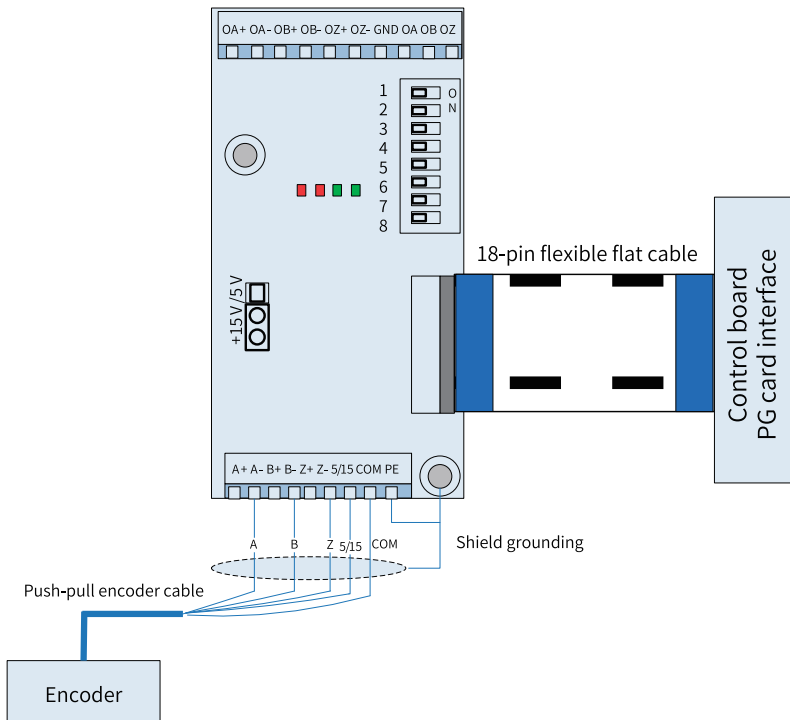 OA+ OA- OB+ OB- OZ+ OZ- GND OA OB OZ
1
2
3
4
5
6
7
8
O
N
+15 V /5 V
18-pin flexible flat cable
Control board
PG card interface
A+ A- B+ B- Z+ Z- 5/15 COM PE
A
B
Z
5/15
COM
Shield grounding
Push-pull encoder cable
Encoder